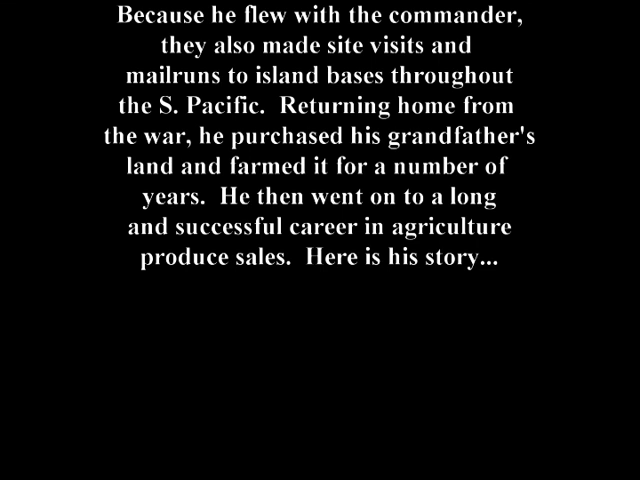 Because he flew with the commander,
they also made site visits and
mailruns to island bases throughout
the S. Pacific.  Returning home from
the war, he purchased his grandfather's
land and farmed it for a number of
years.  He then went on to a long
and successful career in agriculture
produce sales.  Here is his story...